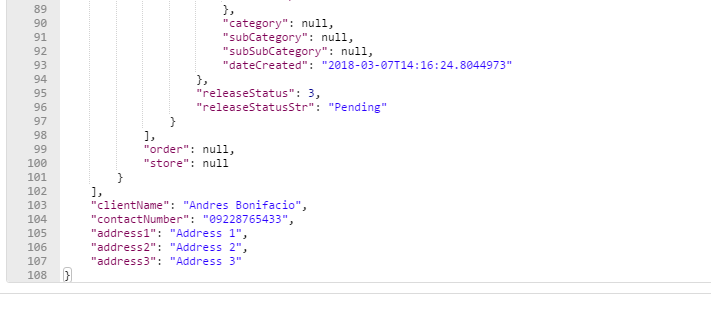 89 },
90 "category": null,
91 "subCategory": null,
92 "subSubCategory": null,
93 "dateCreated": "2018-03-07T14:16:24.8044973"
94 },
95 "releaseStatus": 3,
96 "releaseStatusStr": "Pending"
97 }
98 ],
99 "order": null,
100 "store": null
101 }
102 ],
103 "clientName": "Andres Bonifacio",
104 "contactNumber": "09228765433",
105 "address1": "Address 1",
106 "address2": "Address 2",
107 "address3": "Address 3"
108 }